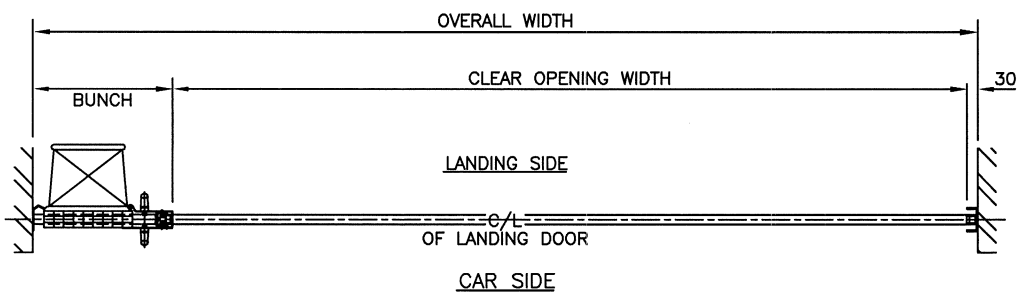 OVERALL WIDTH
CLEAR OPENING WIDTH
30
BUNCH
LANDING SIDE
C/L
OF LANDING DOOR
CAR SIDE